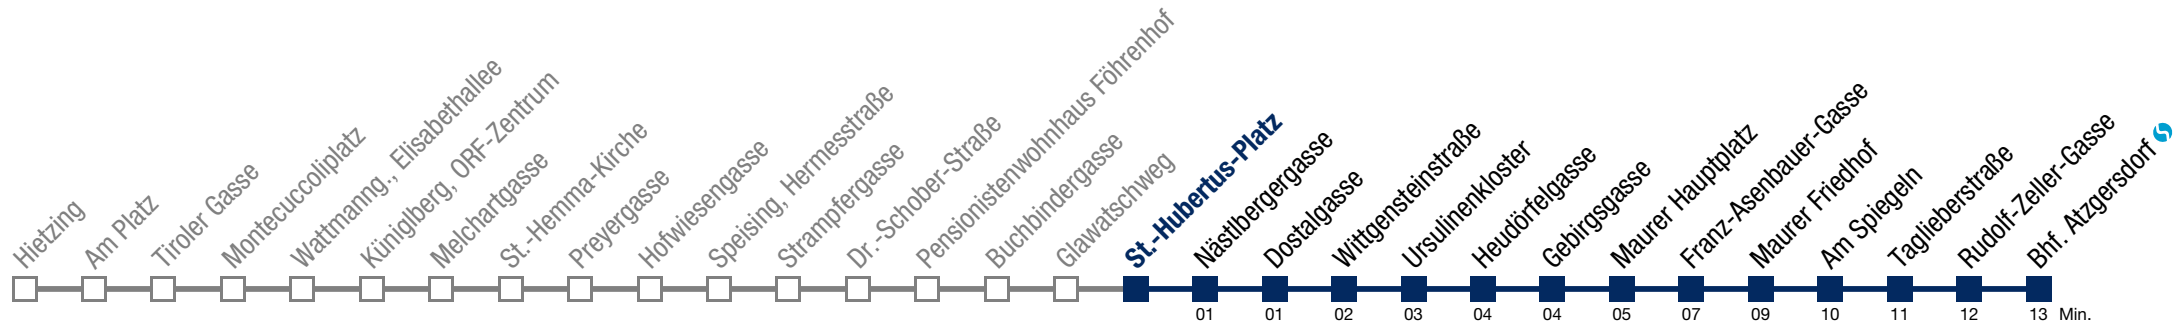 Hietzing
Am Platz
Tiroler Gasse
Montecuccoliplatz
Wattmanng., Elisabethallee
Küniglberg, ORF-Zentrum
Melchartgasse
St.-Hemma-Kirche
Preyergasse
Hofwiesengasse
Speising, Hermesstraße
Strampfergasse
Dr.-Schober-Straße
Pensionistenwohnhaus Föhrenhof
Buchbindergasse
Glawatschweg
St.-Hubertus-Platz
Nästlbergergasse
Dostalgasse
Wittgensteinstraße
Ursulinenkloster
Heudörfelgasse
Gebirgsgasse
Maurer Hauptplatz
Franz-Asenbauer-Gasse
Maurer Friedhof
Am Spiegeln
Taglieberstraße
Rudolf-Zeller-Gasse
Bhf. Atzgersdorf
01 01 02 03 04 04 05 07 09 10 11 12 13 Min.